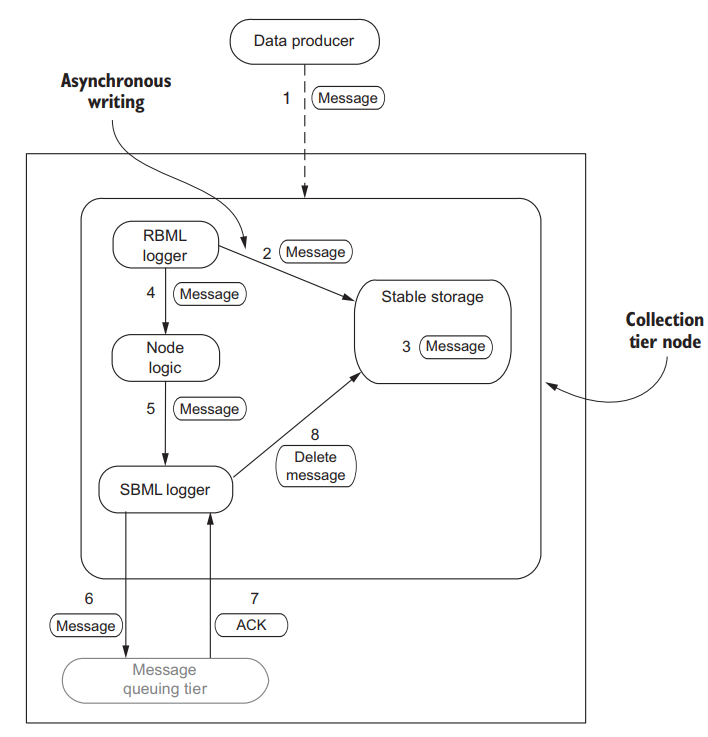 Data producer
Asynchronous
writing
1 Message
RBML
logger
2 Message
4 Message
Stable storage
Collection
tier node
Node
logic
3 Message
5 Message
8
Delete
message
SBML logger
6
Message
7
ACK
Message
queuing tier